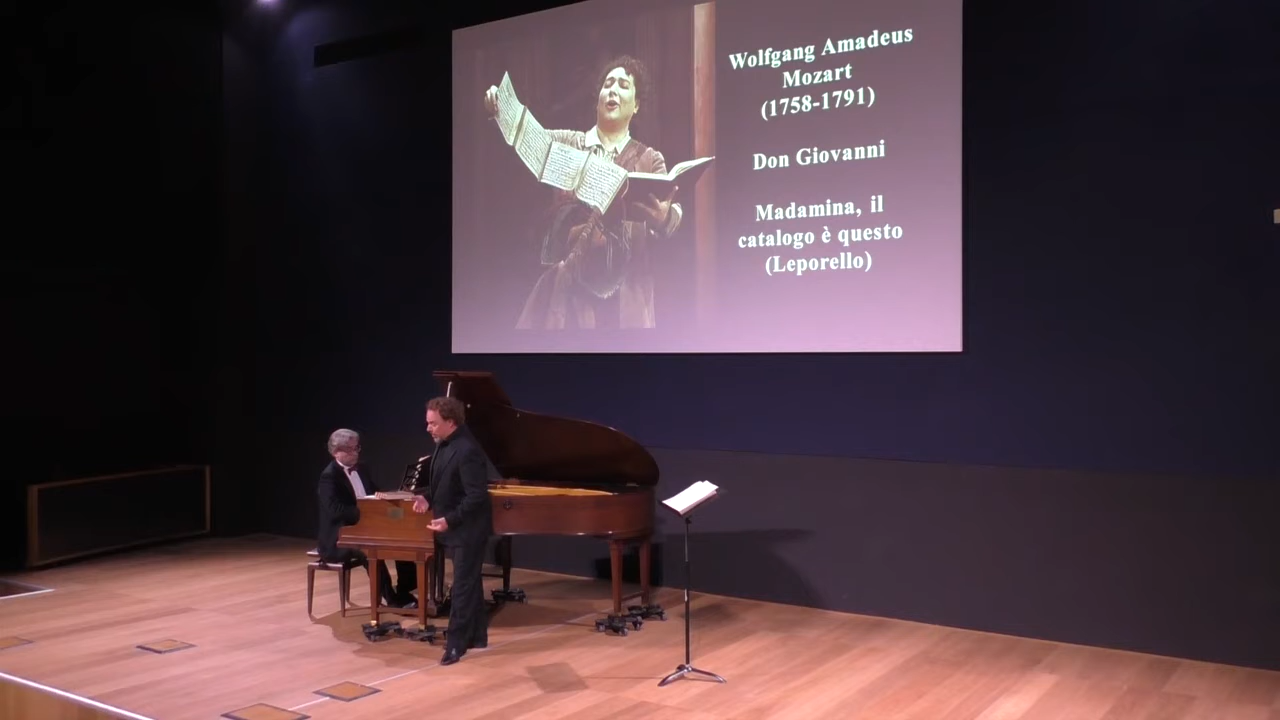 Wolfgang Amadeus
Mozart
(1758-1791)
Don Giovanni
Madamina, il
catalogo è questo
(Leporello)